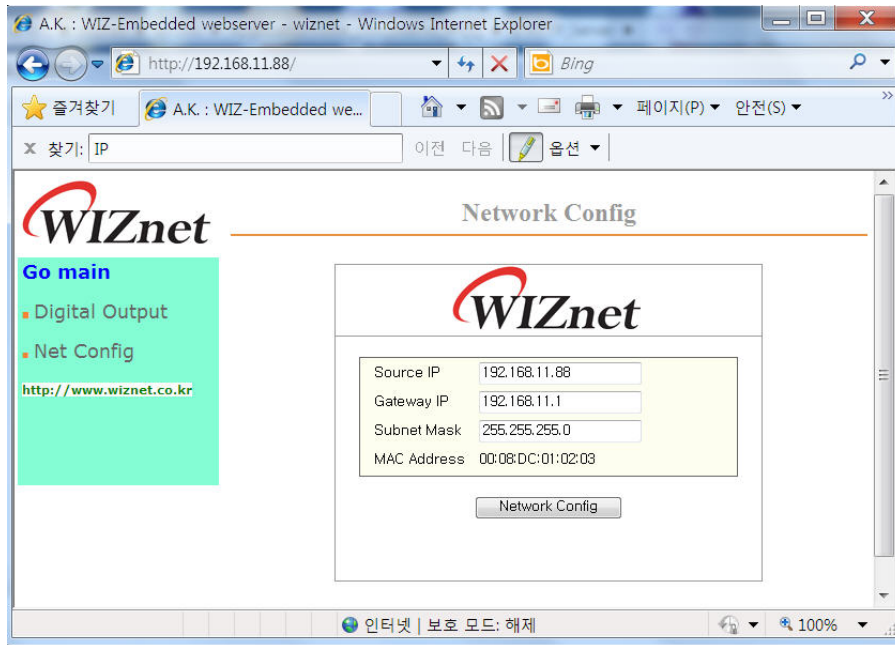 A.K. : WIZ-Embedded webserver - wiznet - Windows Internet Explorer
http://192.168.11.88/
Bing
즐겨찾기
A.K. : WIZ-Embedded we...
페이지(P)
안전(S)
x 찾기: IP
이전 다음
옵션
WIZnet
Network Config
Go main
Digital Output
Net Config
http://www.wiznet.co.kr
WIZnet
Source IP 192.168.11.88
Gateway IP 192.168.11.1
Subnet Mask 255.255.255.0
MAC Address 00:08:DC:01:02:03
Network Config
인터넷 | 보호 모드: 해제
100%